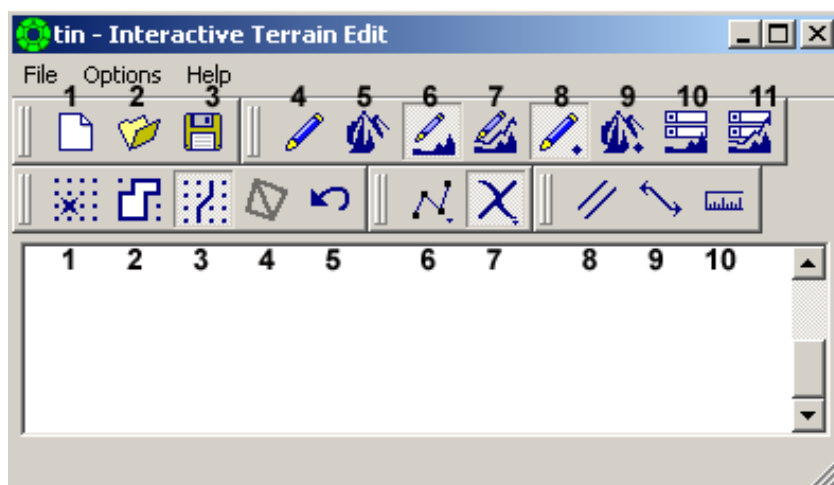 tin - Interactive Terrain Edit
File Options Help
1 2 3 4 5 6 7 8 9 10 11
1 2 3 4 5 6 7 8 9 10